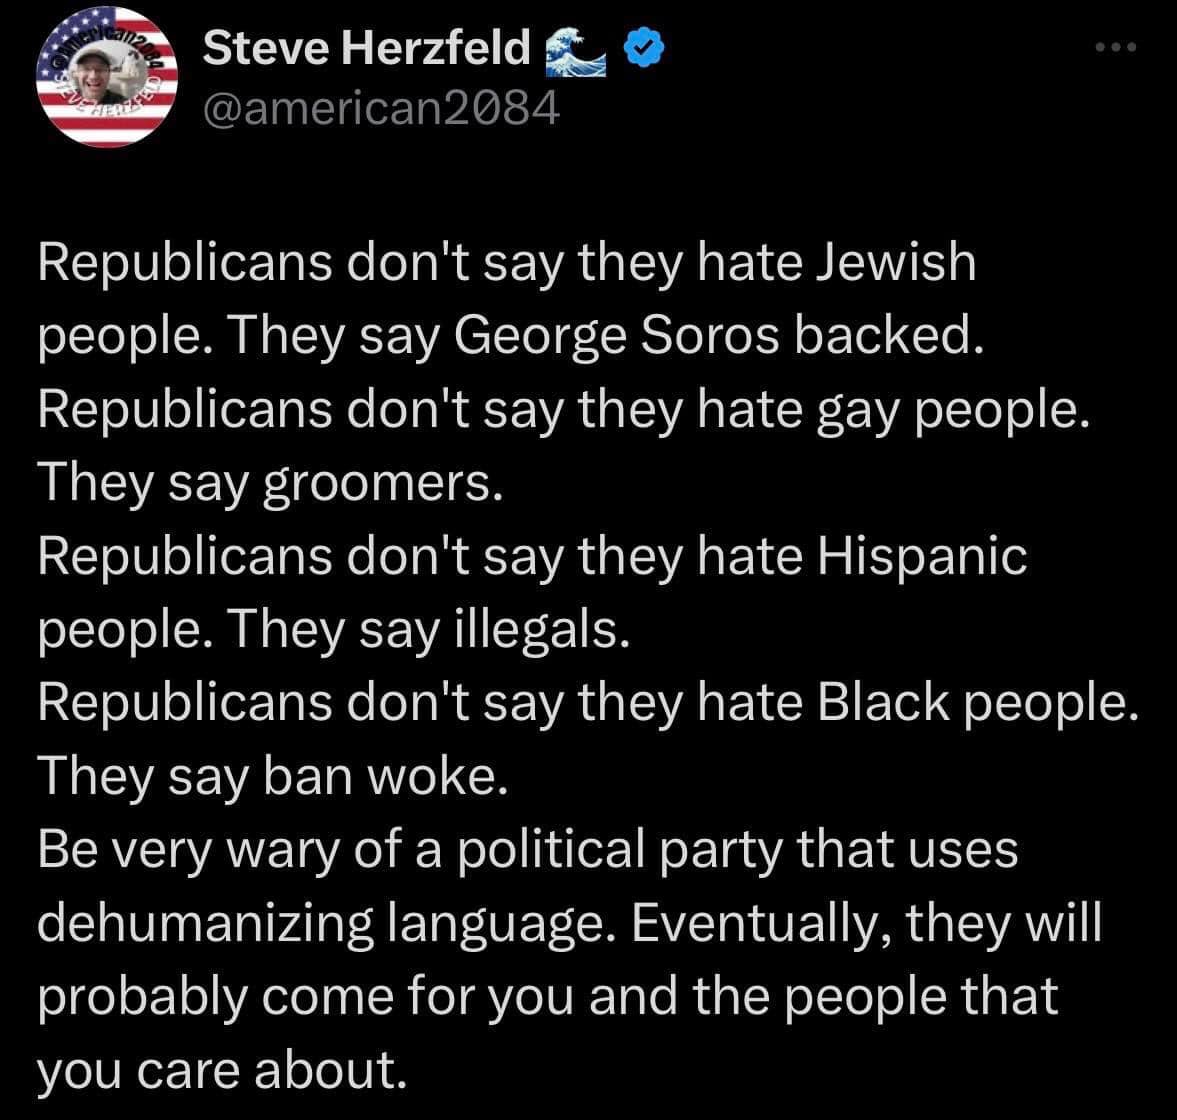 Steve Herzfeld
@american2084
Republicans don't say they hate Jewish
people. They say George Soros backed.
Republicans don't say they hate gay people.
They say groomers.
Republicans don't say they hate Hispanic
people. They say illegals.
Republicans don't say they hate Black people.
They say ban woke.
Be very wary of a political party that uses
dehumanizing language. Eventually, they will
probably come for you and the people that
you care about.
@American2084
STEVE HERZFELD